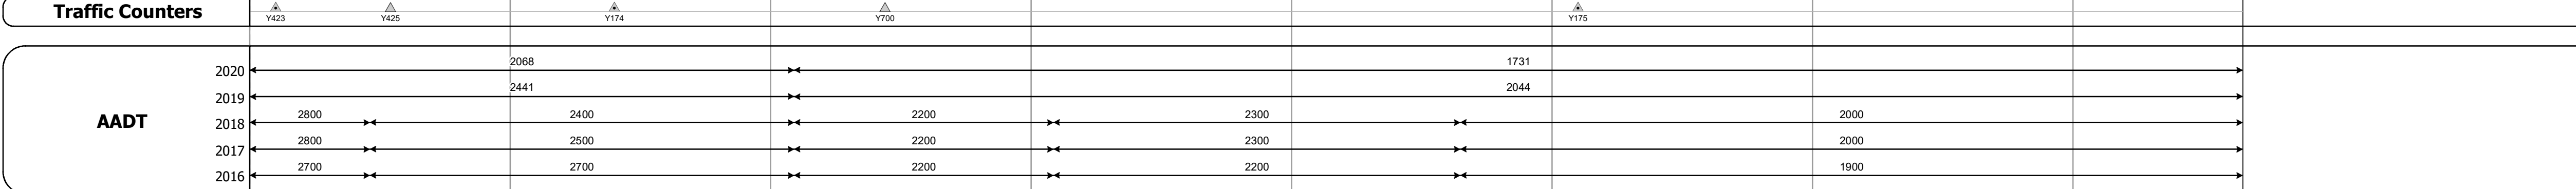 Traffic Counters
Y423 Y425 Y174 Y700 Y175
AADT
2020 2068 1731
2019 2441 2044
2018 2800 2400 2200 2300 2000
2017 2800 2500 2200 2300 2000
2016 2700 2700 2200 2200 1900